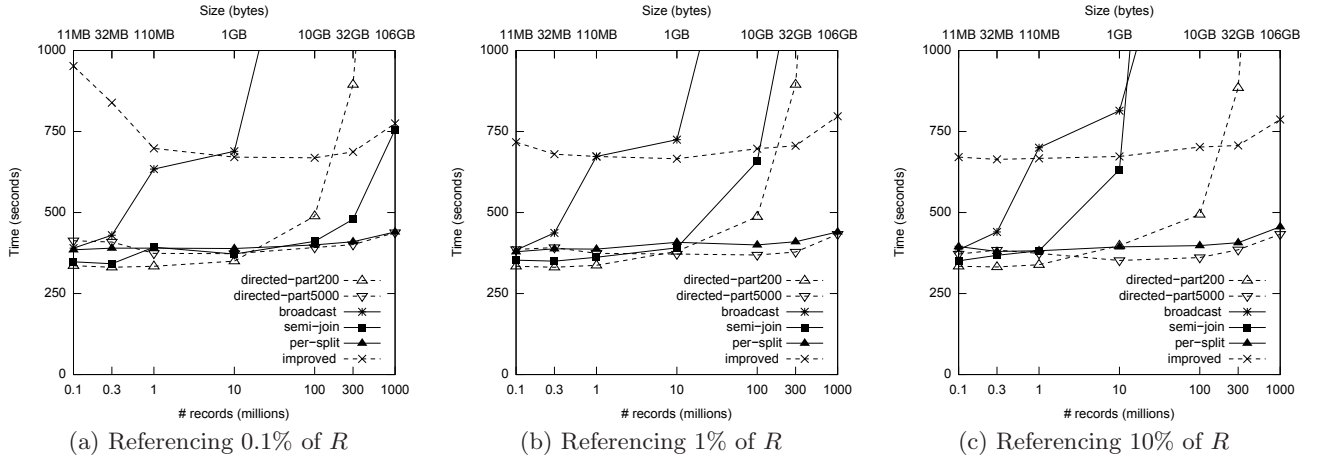 Size (bytes)
11MB 32MB 110MB 1GB 10GB 32GB 106GB
1000
750
500
250
0
Time (seconds)
directed−part200
directed−part5000
broadcast
semi−join
per−split
improved
0.1 0.3 1 10 100 300 1000
# records (millions)
(a) Referencing 0.1% of R
Size (bytes)
11MB 32MB 110MB 1GB 10GB 32GB 106GB
1000
750
500
250
0
Time (seconds)
directed−part200
directed−part5000
broadcast
semi−join
per−split
improved
0.1 0.3 1 10 100 300 1000
# records (millions)
(b) Referencing 1% of R
Size (bytes)
11MB 32MB 110MB 1GB 10GB 32GB 106GB
1000
750
500
250
0
Time (seconds)
directed−part200
directed−part5000
broadcast
semi−join
per−split
improved
0.1 0.3 1 10 100 300 1000
# records (millions)
(c) Referencing 10% of R